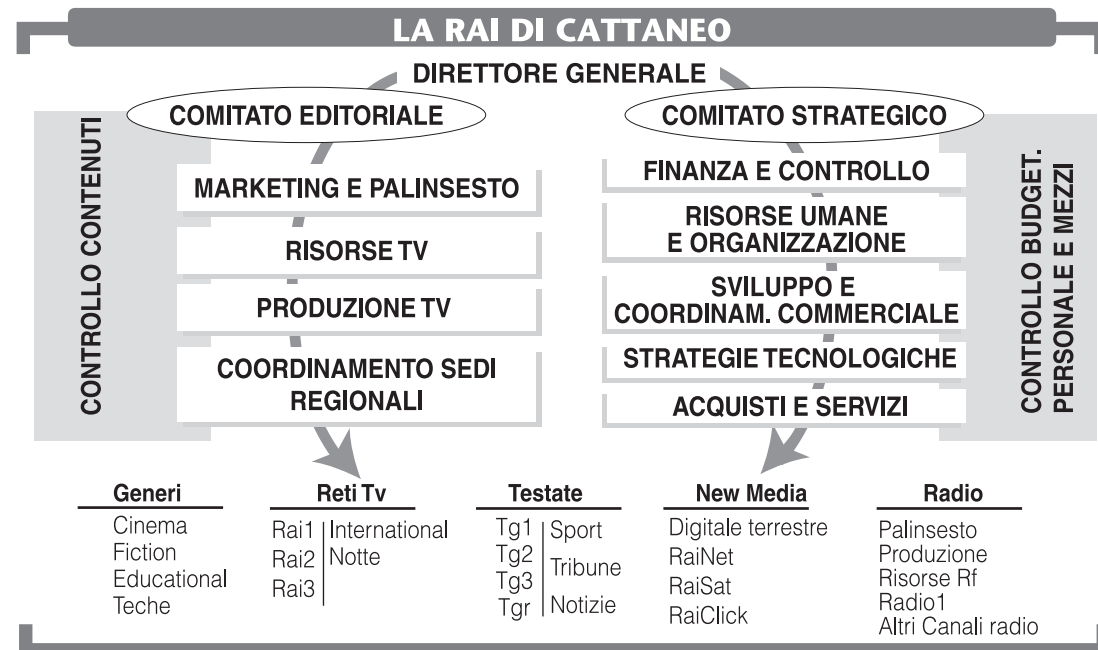 LA RAI DI CATTANEO
DIRETTORE GENERALE
COMITATO EDITORIALE
COMITATO STRATEGICO
CONTROLLO CONTENUTI
MARKETING E PALINSESTO
RISORSE TV
PRODUZIONE TV
COORDINAMENTO SEDI
REGIONALI
FINANZA E CONTROLLO
RISORSE UMANE
E ORGANIZZAZIONE
SVILUPPO E
COORDINAM. COMMERCIALE
STRATEGIE TECNOLOGICHE
ACQUISTI E SERVIZI
CONTROLLO BUDGET.
PERSONALE E MEZZI
Generi
Cinema
Fiction
Educational
Teche
Reti Tv
Rai1
Rai2
Rai3
International
Notte
Testate
Tg1
Tg2
Tg3
Tgr
Sport
Tribune
Notizie
New Media
Digitale terrestre
RaiNet
RaiSat
RaiClick
Radio
Palinsesto
Produzione
Risorse Rf
Radio1
Altri Canali radio